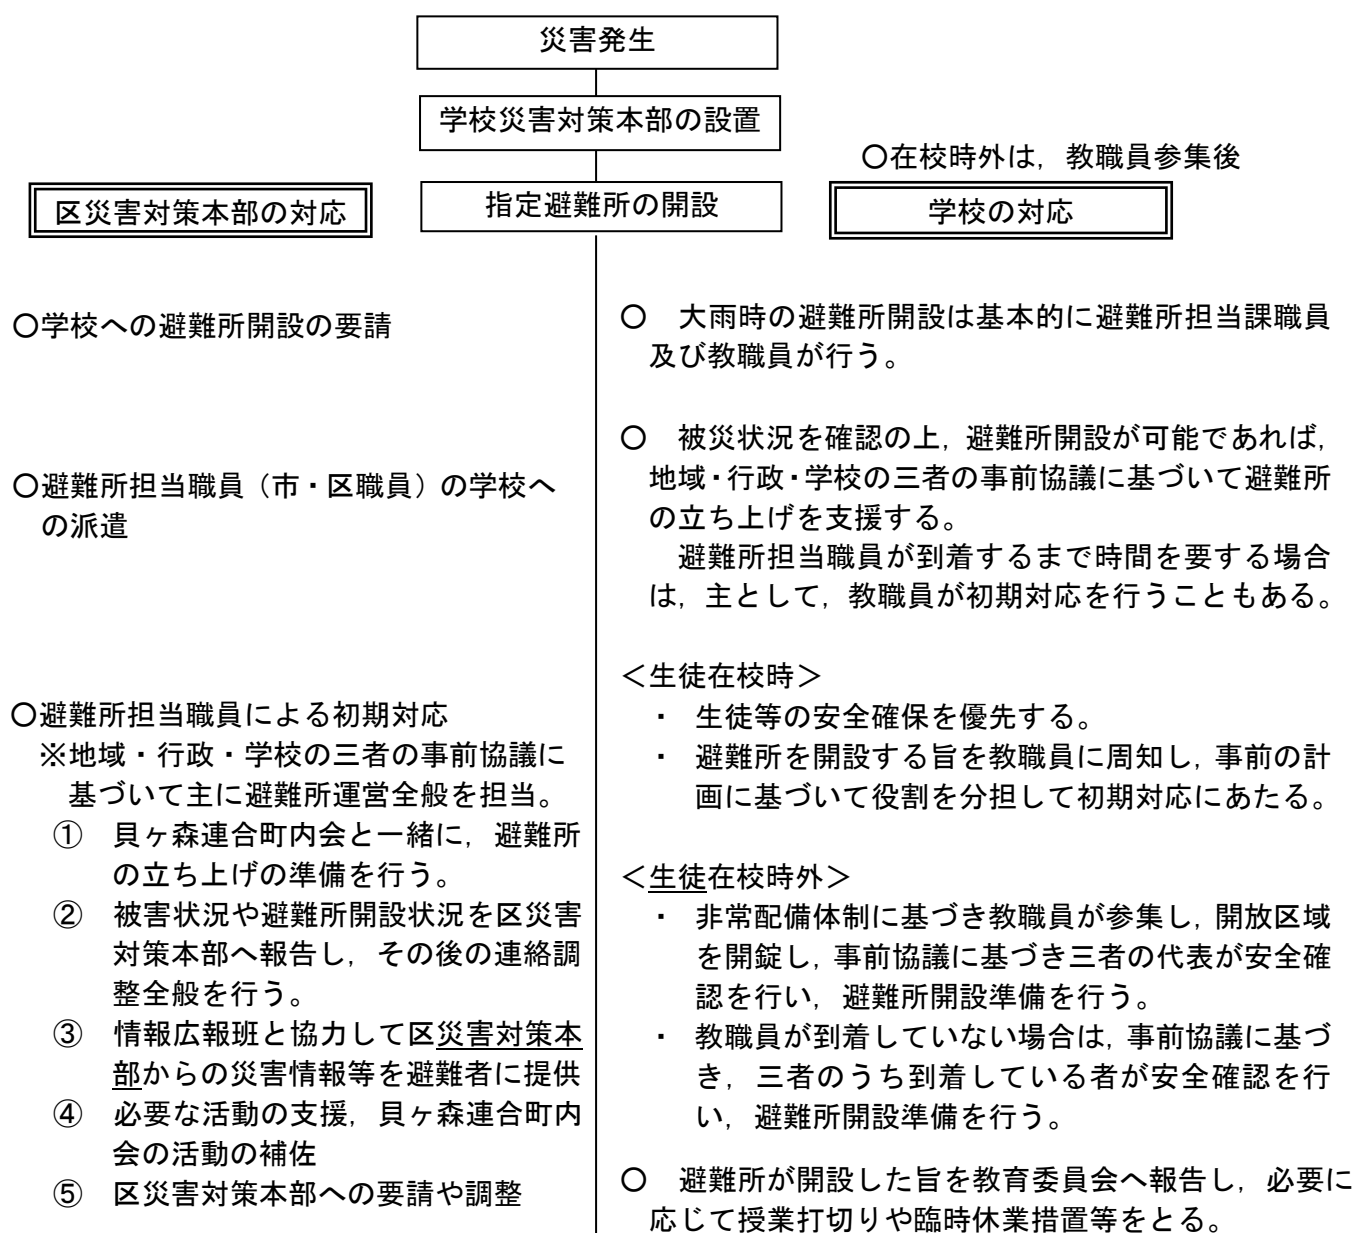 災害発生
学校災害対策本部の設置
〇在校時外は，教職員参集後
区災害対策本部の対応
指定避難所の開設
学校の対応
〇学校への避難所開設の要請
〇避難所担当職員（市・区職員）の学校へ
の派遣
〇避難所担当職員による初期対応
※地域・行政・学校の三者の事前協議に
基づいて主に避難所運営全般を担当。
①　貝ヶ森連合町内会と一緒に，避難所
の立ち上げの準備を行う。
②　被害状況や避難所開設状況を区災害
対策本部へ報告し，その後の連絡調
整全般を行う。
③　情報広報班と協力して区災害対策本
部からの災害情報等を避難者に提供
④　必要な活動の支援，貝ヶ森連合町内
会の活動の補佐
⑤　区災害対策本部への要請や調整
〇　大雨時の避難所開設は基本的に避難所担当課職員
及び教職員が行う。
〇　被災状況を確認の上，避難所開設が可能であれば，
地域・行政・学校の三者の事前協議に基づいて避難所
の立ち上げを支援する。
避難所担当職員が到着するまで時間を要する場合
は，主として，教職員が初期対応を行うこともある。
＜生徒在校時＞
・　生徒等の安全確保を優先する。
・　避難所を開設する旨を教職員に周知し，事前の計
画に基づいて役割を分担して初期対応にあたる。
＜生徒在校時外＞
・　非常配備体制に基づき教職員が参集し，開放区域
を開錠し，事前協議に基づき三者の代表が安全確
認を行い，避難所開設準備を行う。
・　教職員が到着していない場合は，事前協議に基づ
き，三者のうち到着している者が安全確認を行
い，避難所開設準備を行う。
〇　避難所が開設した旨を教育委員会へ報告し，必要に
応じて授業打切りや臨時休業措置等をとる。